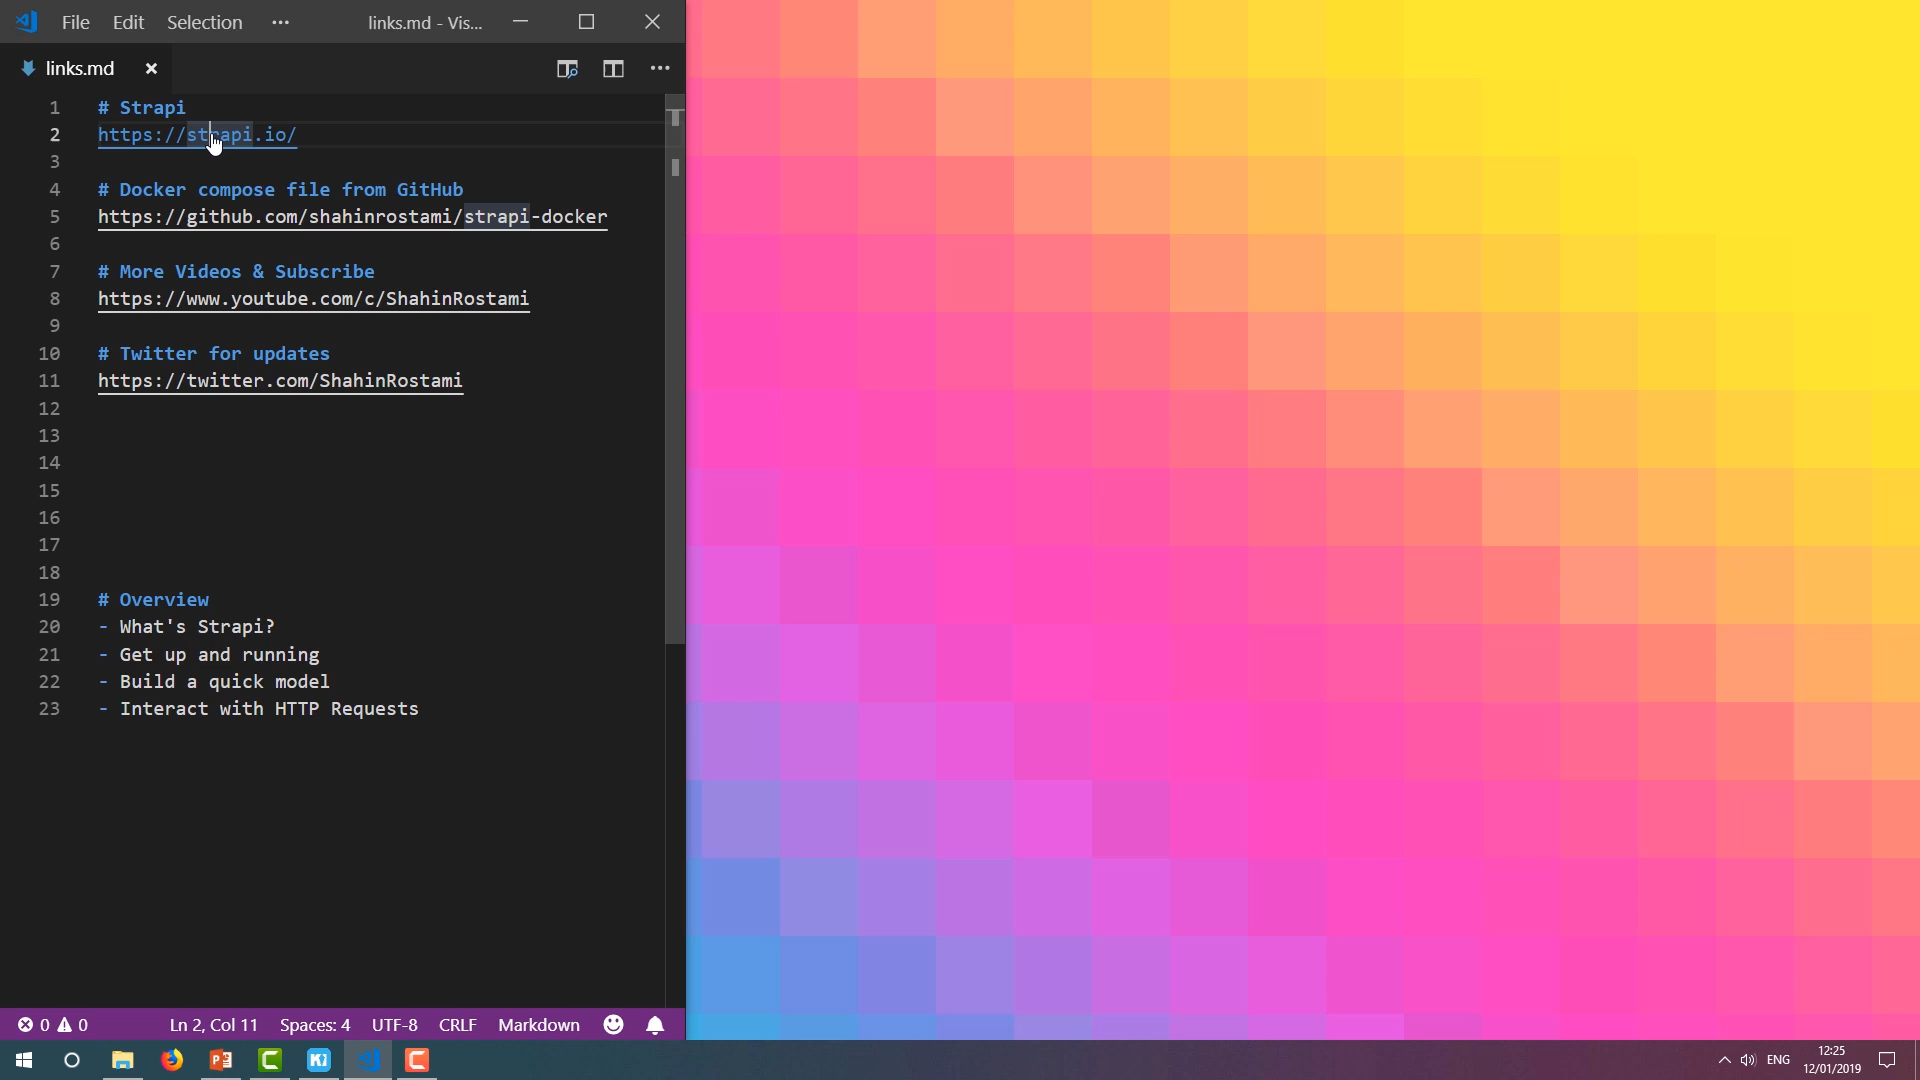 File Edit Selection ··· links.md - Vis...
links.md
1 # Strapi
2 https://strapi.io/
3
4 # Docker compose file from GitHub
5 https://github.com/shahinrostami/strapi-docker
6
7 # More Videos & Subscribe
8 https://www.youtube.com/c/ShahinRostami
9
10 # Twitter for updates
11 https://twitter.com/ShahinRostami
12
13
14
15
16
17
18
19 # Overview
20 - What's Strapi?
21 - Get up and running
22 - Build a quick model
23 - Interact with HTTP Requests
0 0 Ln 2, Col 11 Spaces: 4 UTF-8 CRLF Markdown
ENG 12:25
12/01/2019